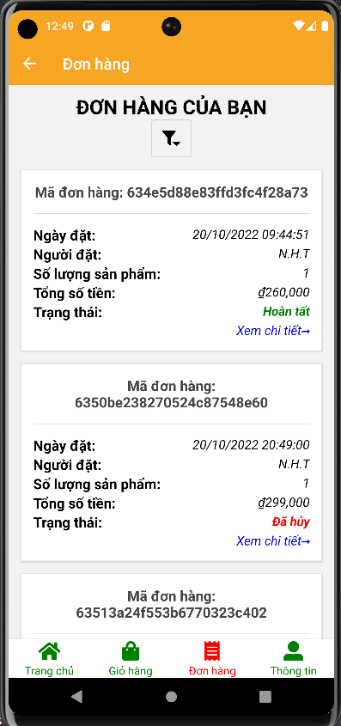 12:49
Đơn hàng
ĐƠN HÀNG CỦA BẠN
Mã đơn hàng: 634e5d88e83ffd3fc4f28a73
Ngày đặt: 20/10/2022 09:44:51
Người đặt: N.H.T
Số lượng sản phẩm: 1
Tổng số tiền: ₫260,000
Trạng thái: Hoàn tất
Xem chi tiết→
Mã đơn hàng:
6350be238270524c87548e60
Ngày đặt: 20/10/2022 20:49:00
Người đặt: N.H.T
Số lượng sản phẩm: 1
Tổng số tiền: ₫299,000
Trạng thái: Đã hủy
Xem chi tiết→
Mã đơn hàng:
63513a24f553b6770323c402
Trang chủ Giỏ hàng Đơn hàng Thông tin